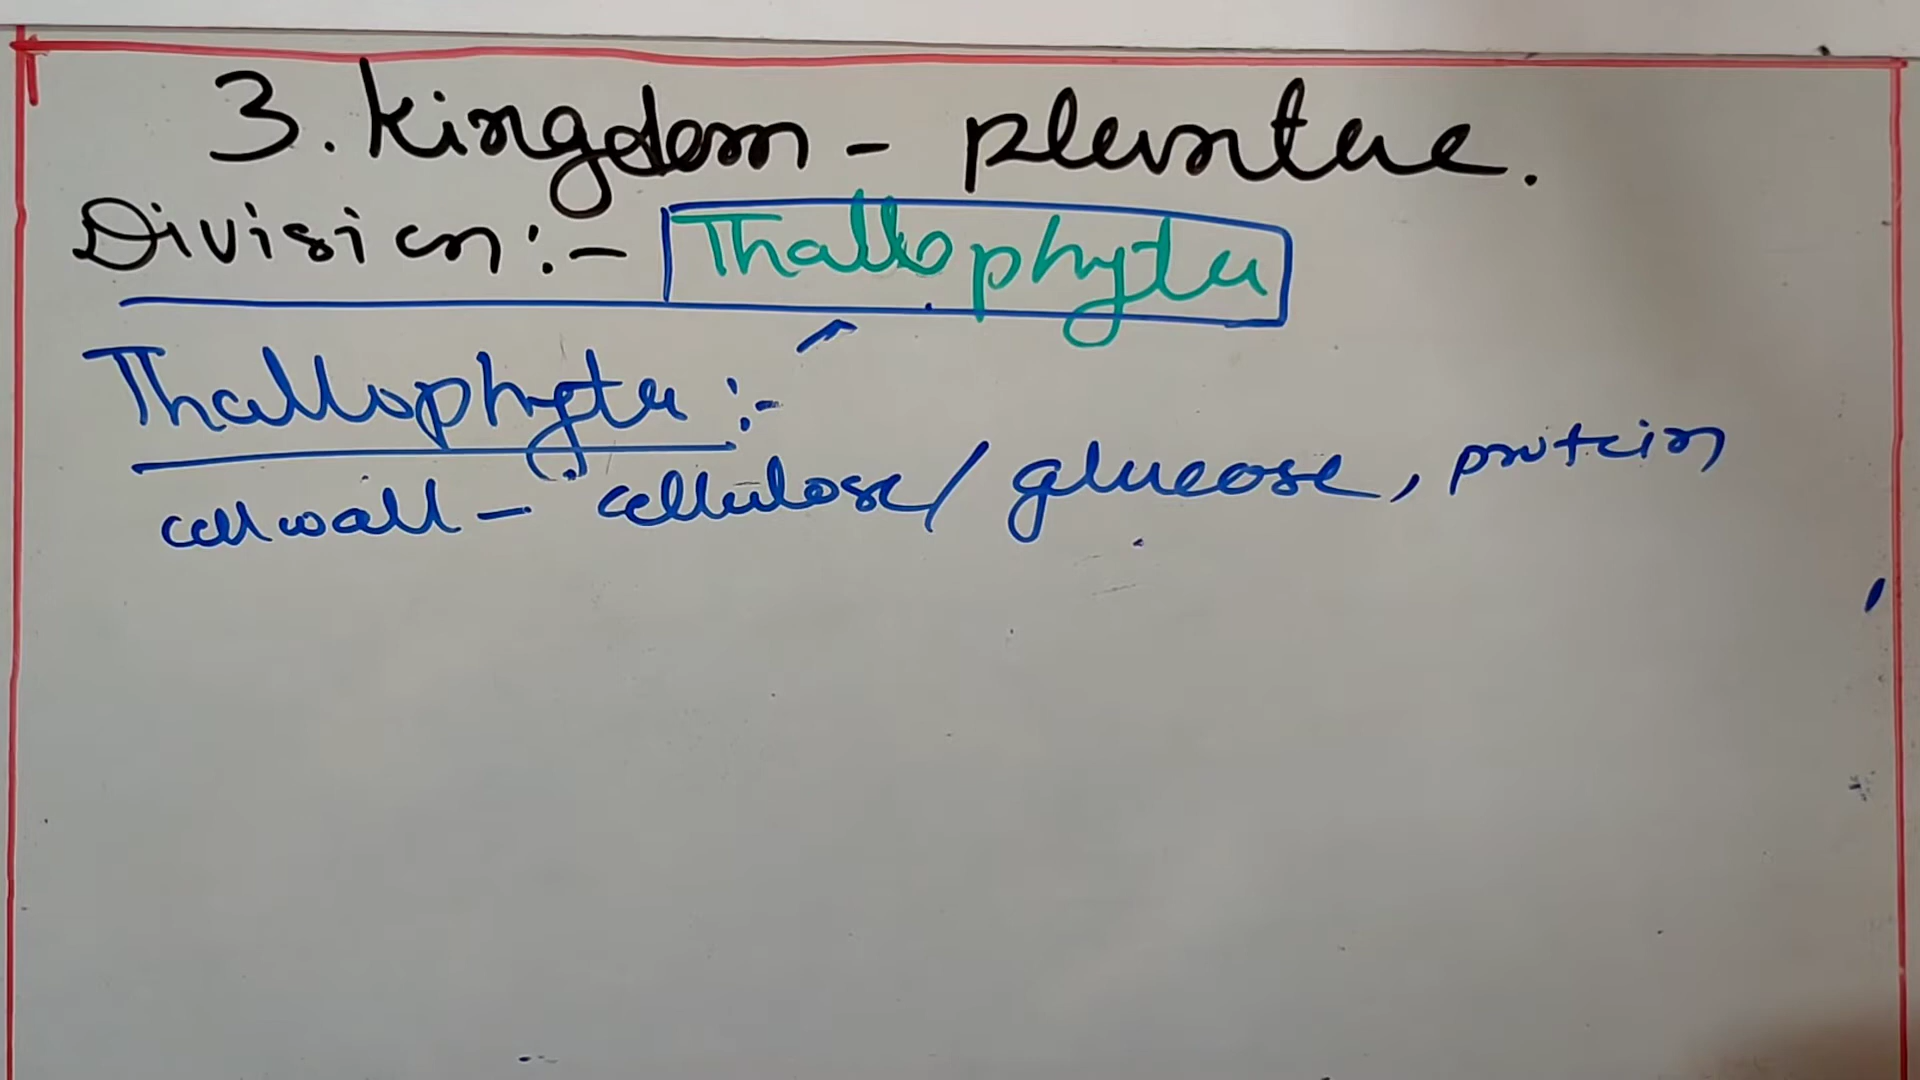 3. kingdom - plantae.
Division:- Thallophyta
Thallophyta :-
cellwall - cellulose/ glucose, protein